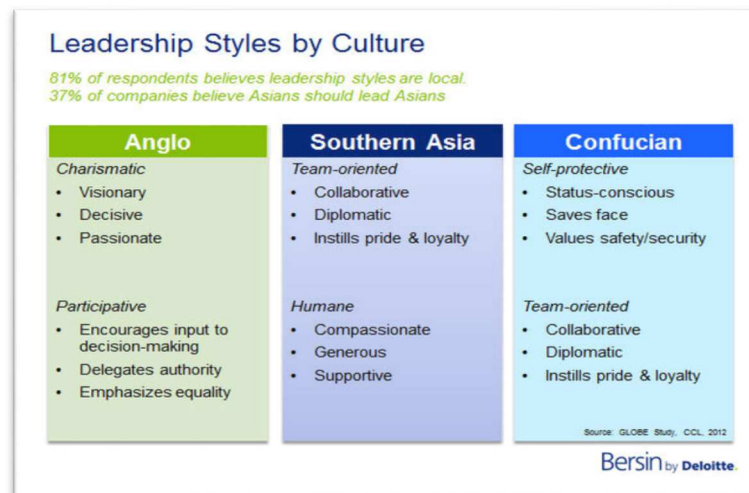 Leadership Styles by Culture
81% of respondents believes leadership styles are local.
37% of companies believe Asians should lead Asians
Anglo
Charismatic
• Visionary
• Decisive
• Passionate
Participative
• Encourages input to
decision-making
• Delegates authority
• Emphasizes equality
Southern Asia
Team-oriented
• Collaborative
• Diplomatic
• Instills pride & loyalty
Humane
• Compassionate
• Generous
• Supportive
Confucian
Self-protective
• Status-conscious
• Saves face
• Values safety/security
Team-oriented
• Collaborative
• Diplomatic
• Instills pride & loyalty
Source: GLOBE Study, CCL, 2012
Bersin by Deloitte.